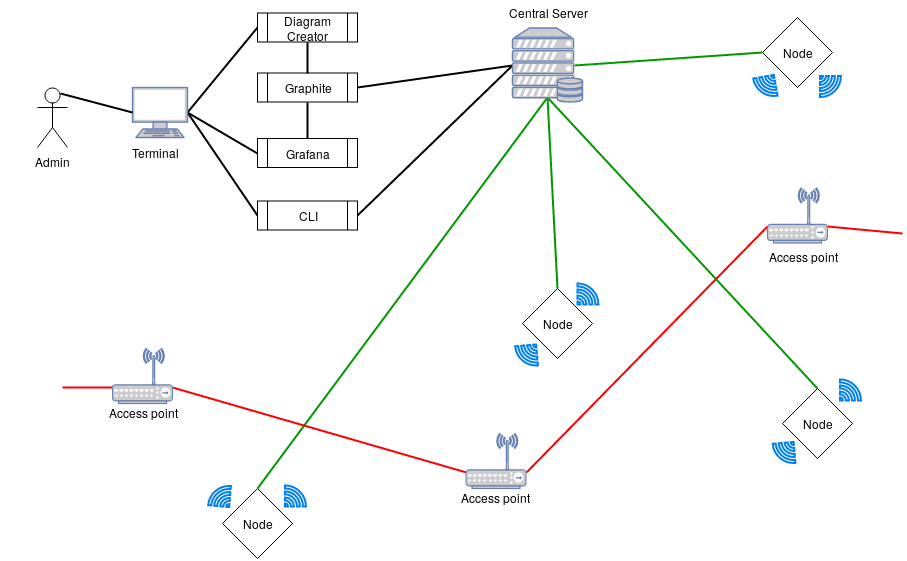 Central Server
Diagram
Creator
Node
Graphite
Admin
Terminal
Grafana
CLI
Access point
Node
Access point
Node
Access point
Node